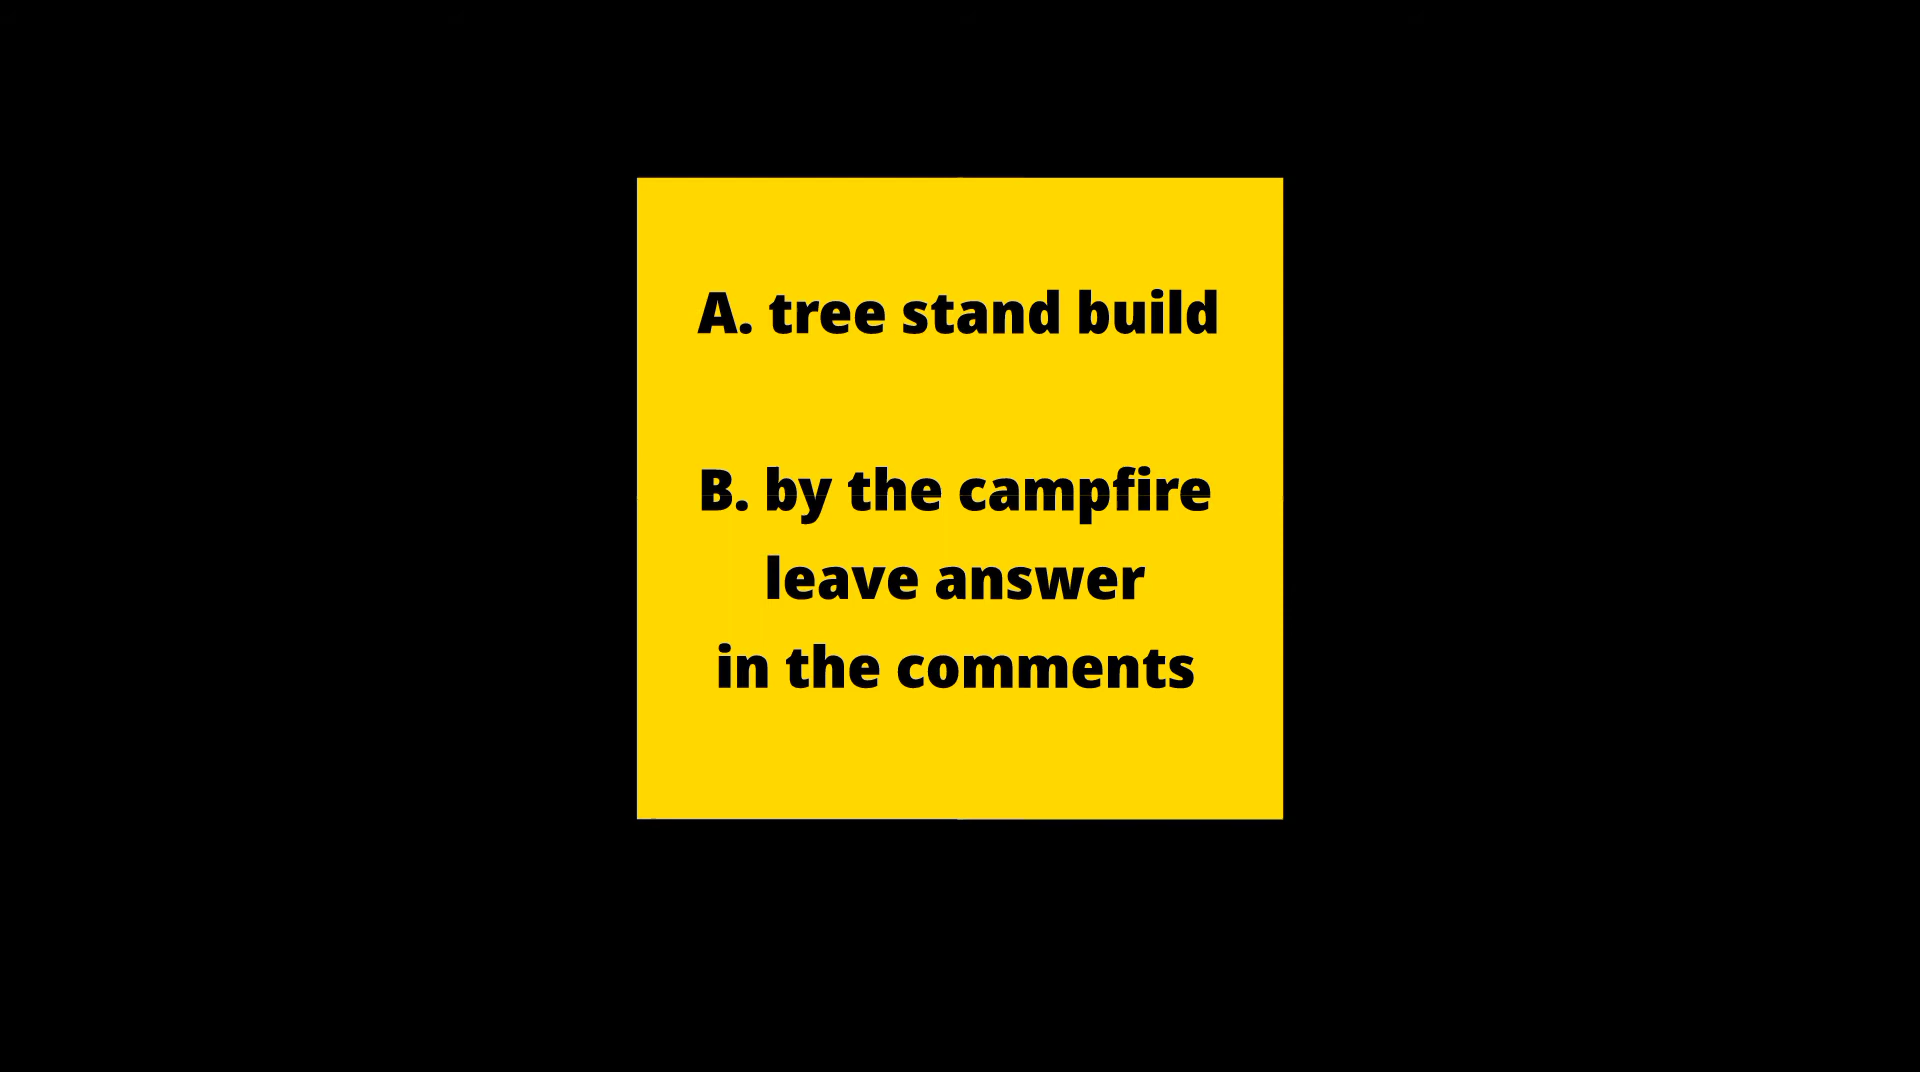 A. tree stand build
B. by the campfire
leave answer
in the comments